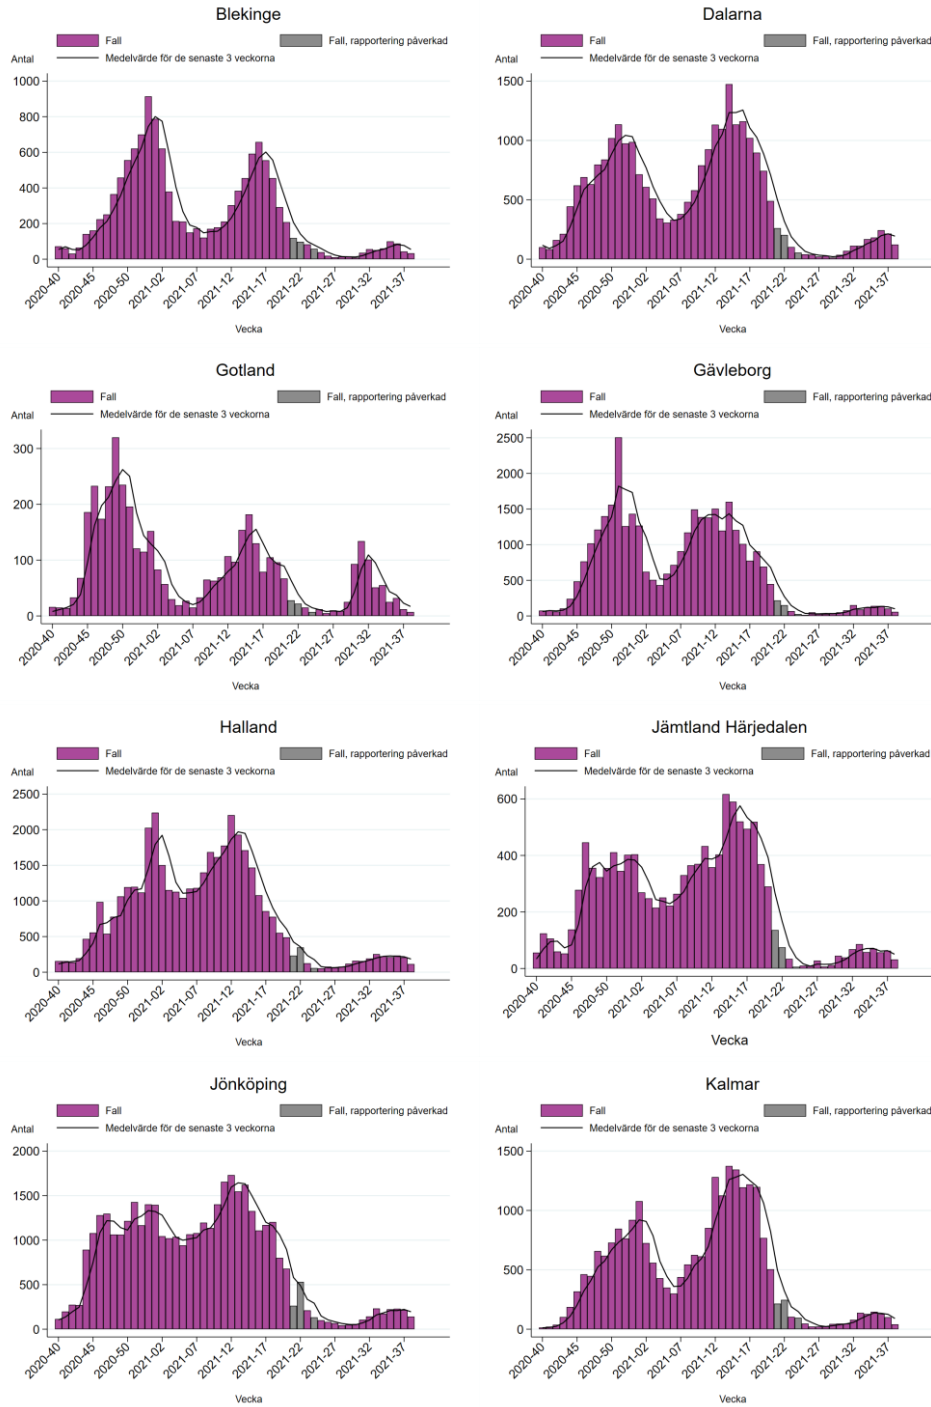 Blekinge
Fall
Fall, rapportering påverkad
Antal
Medelvärde för de senaste 3 veckorna
1000
800
600
400
200
0
2020-40
2020-45
2020-50
2021-02
2021-07
2021-12
2021-17
2021-22
2021-27
2021-32
2021-37
Vecka
Dalarna
Fall
Fall, rapportering påverkad
Antal
Medelvärde för de senaste 3 veckorna
1500
1000
500
0
2020-40
2020-45
2020-50
2021-02
2021-07
2021-12
2021-17
2021-22
2021-27
2021-32
2021-37
Vecka
Gotland
Fall
Fall, rapportering påverkad
Antal
Medelvärde för de senaste 3 veckorna
300
200
100
0
2020-40
2020-45
2020-50
2021-02
2021-07
2021-12
2021-17
2021-22
2021-27
2021-32
2021-37
Vecka
Gävleborg
Fall
Fall, rapportering påverkad
Antal
Medelvärde för de senaste 3 veckorna
2500
2000
1500
1000
500
0
2020-40
2020-45
2020-50
2021-02
2021-07
2021-12
2021-17
2021-22
2021-27
2021-32
2021-37
Vecka
Halland
Fall
Fall, rapportering påverkad
Antal
Medelvärde för de senaste 3 veckorna
2500
2000
1500
1000
500
0
2020-40
2020-45
2020-50
2021-02
2021-07
2021-12
2021-17
2021-22
2021-27
2021-32
2021-37
Vecka
Jämtland Härjedalen
Fall
Fall, rapportering påverkad
Antal
Medelvärde för de senaste 3 veckorna
600
400
200
0
2020-40
2020-45
2020-50
2021-02
2021-07
2021-12
2021-17
2021-22
2021-27
2021-32
2021-37
Vecka
Jönköping
Fall
Fall, rapportering påverkad
Antal
Medelvärde för de senaste 3 veckorna
2000
1500
1000
500
0
2020-40
2020-45
2020-50
2021-02
2021-07
2021-12
2021-17
2021-22
2021-27
2021-32
2021-37
Vecka
Kalmar
Fall
Fall, rapportering påverkad
Antal
Medelvärde för de senaste 3 veckorna
1500
1000
500
0
2020-40
2020-45
2020-50
2021-02
2021-07
2021-12
2021-17
2021-22
2021-27
2021-32
2021-37
Vecka